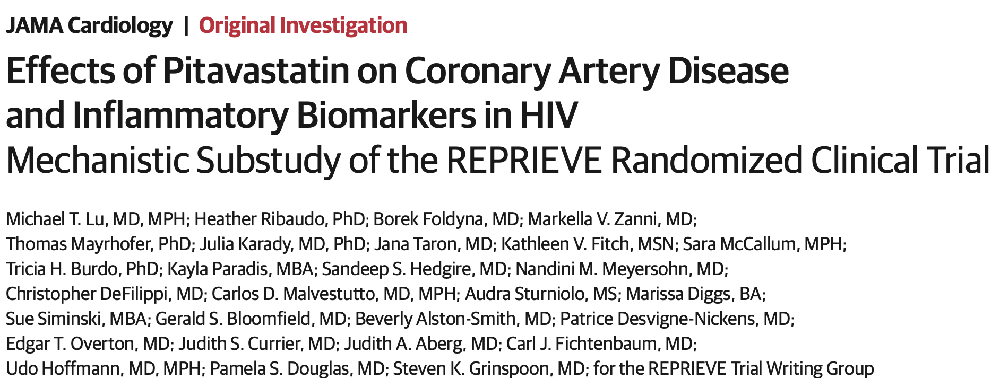 JAMA Cardiology | Original Investigation
Effects of Pitavastatin on Coronary Artery Disease
and Inflammatory Biomarkers in HIV
Mechanistic Substudy of the REPRIEVE Randomized Clinical Trial
Michael T. Lu, MD, MPH; Heather Ribaudo, PhD; Borek Foldyna, MD; Markella V. Zanni, MD;
Thomas Mayrhofer, PhD; Julia Karady, MD, PhD; Jana Taron, MD; Kathleen V. Fitch, MSN; Sara McCallum, MPH;
Tricia H. Burdo, PhD; Kayla Paradis, MBA; Sandeep S. Hedgire, MD; Nandini M. Meyersohn, MD;
Christopher DeFilippi, MD; Carlos D. Malvestutto, MD, MPH; Audra Sturniolo, MS; Marissa Diggs, BA;
Sue Siminski, MBA; Gerald S. Bloomfield, MD; Beverly Alston-Smith, MD; Patrice Desvigne-Nickens, MD;
Edgar T. Overton, MD; Judith S. Currier, MD; Judith A. Aberg, MD; Carl J. Fichtenbaum, MD;
Udo Hoffmann, MD, MPH; Pamela S. Douglas, MD; Steven K. Grinspoon, MD; for the REPRIEVE Trial Writing Group